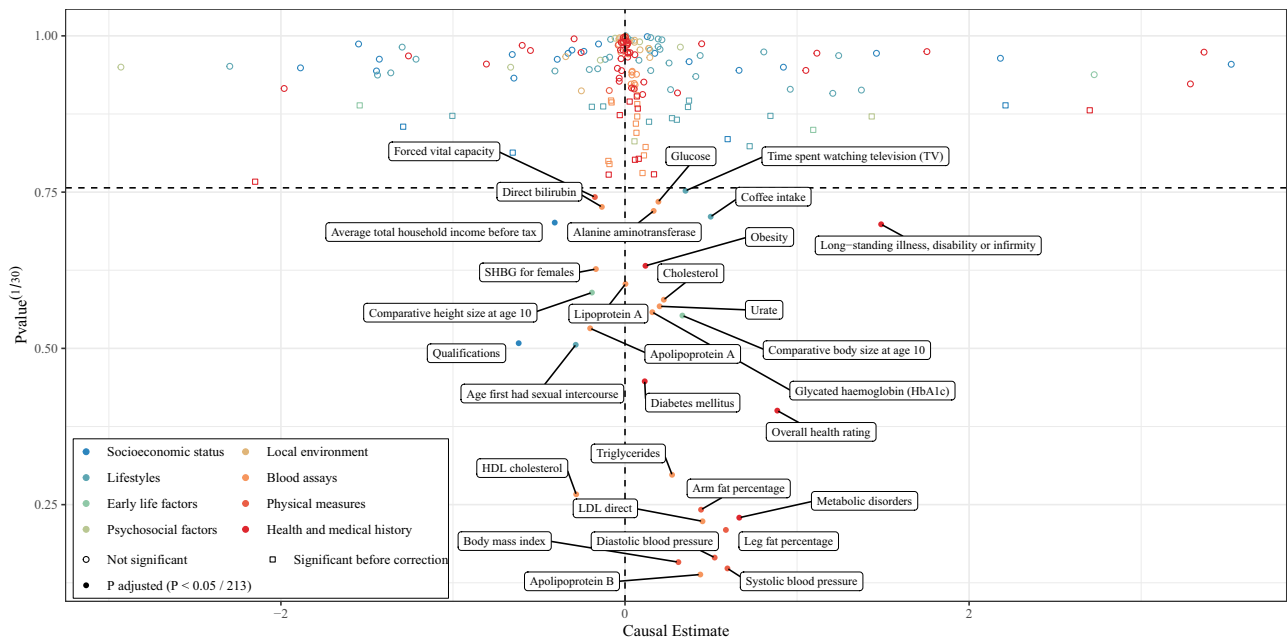 1.00
Forced vital capacity
Glucose
Time spent watching television (TV)
0.75
Direct bilirubin
Coffee intake
Average total household income before tax
Alanine aminotransferase
Obesity
Long−standing illness, disability or infirmity
SHBG for females
Cholesterol
Comparative height size at age 10
Lipoprotein A
Urate
Pvalue(1/30)
0.50
Qualifications
Apolipoprotein A
Comparative body size at age 10
Age first had sexual intercourse
Diabetes mellitus
Glycated haemoglobin (HbA1c)
Overall health rating
Socioeconomic status
Local environment
Triglycerides
HDL cholesterol
Lifestyles
Blood assays
Arm fat percentage
0.25
Early life factors
Physical measures
LDL direct
Metabolic disorders
Psychosocial factors
Health and medical history
Body mass index
Diastolic blood pressure
Leg fat percentage
Not significant
Significant before correction
P adjusted (P < 0.05 / 213)
Apolipoprotein B
Systolic blood pressure
−2
0
2
Causal Estimate